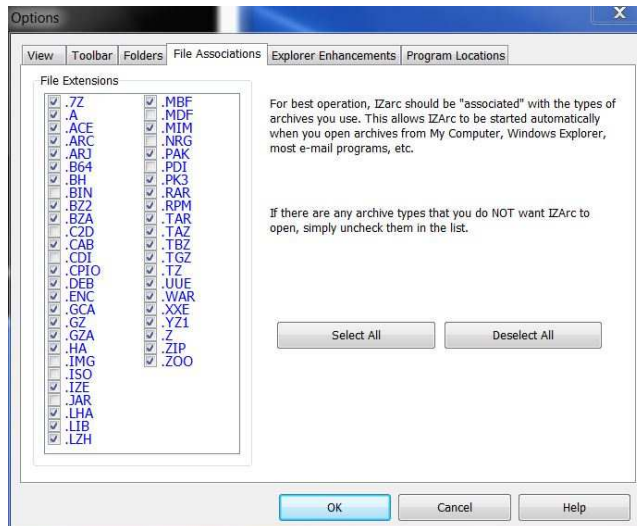 Options
X
View Toolbar Folders File Associations Explorer Enhancements Program Locations
File Extensions
.7Z
.A
.ACE
.ARC
.ARJ
.B64
.BH
.BIN
.BZ2
.BZA
.C2D
.CAB
.CDI
.CPIO
.DEB
.ENC
.GCA
.GZ
.GZA
.HA
.IMG
.ISO
.IZE
.JAR
.LHA
.LIB
.LZH
.MBF
.MDF
.MIM
.NRG
.PAK
.PDI
.PK3
.RAR
.RPM
.TAR
.TAZ
.TBZ
.TGZ
.TZ
.UUE
.WAR
.XXE
.YZ1
.Z
.ZIP
.ZOO
For best operation, IZarc should be "associated" with the types of
archives you use. This allows IZArc to be started automatically
when you open archives from My Computer, Windows Explorer,
most e-mail programs, etc.
If there are any archive types that you do NOT want IZArc to
open, simply uncheck them in the list.
Select All Deselect All
OK Cancel Help